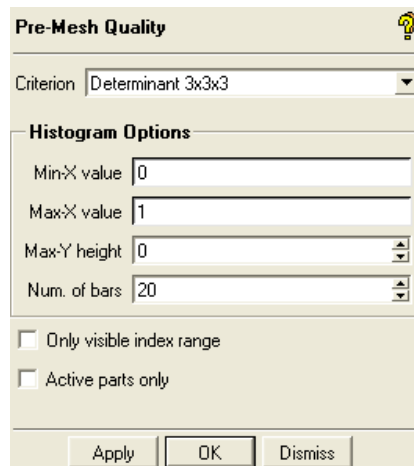 Pre-Mesh Quality
Criterion Determinant 3x3x3
Histogram Options
Min-X value 0
Max-X value 1
Max-Y height 0
Num. of bars 20
Only visible index range
Active parts only
Apply OK Dismiss